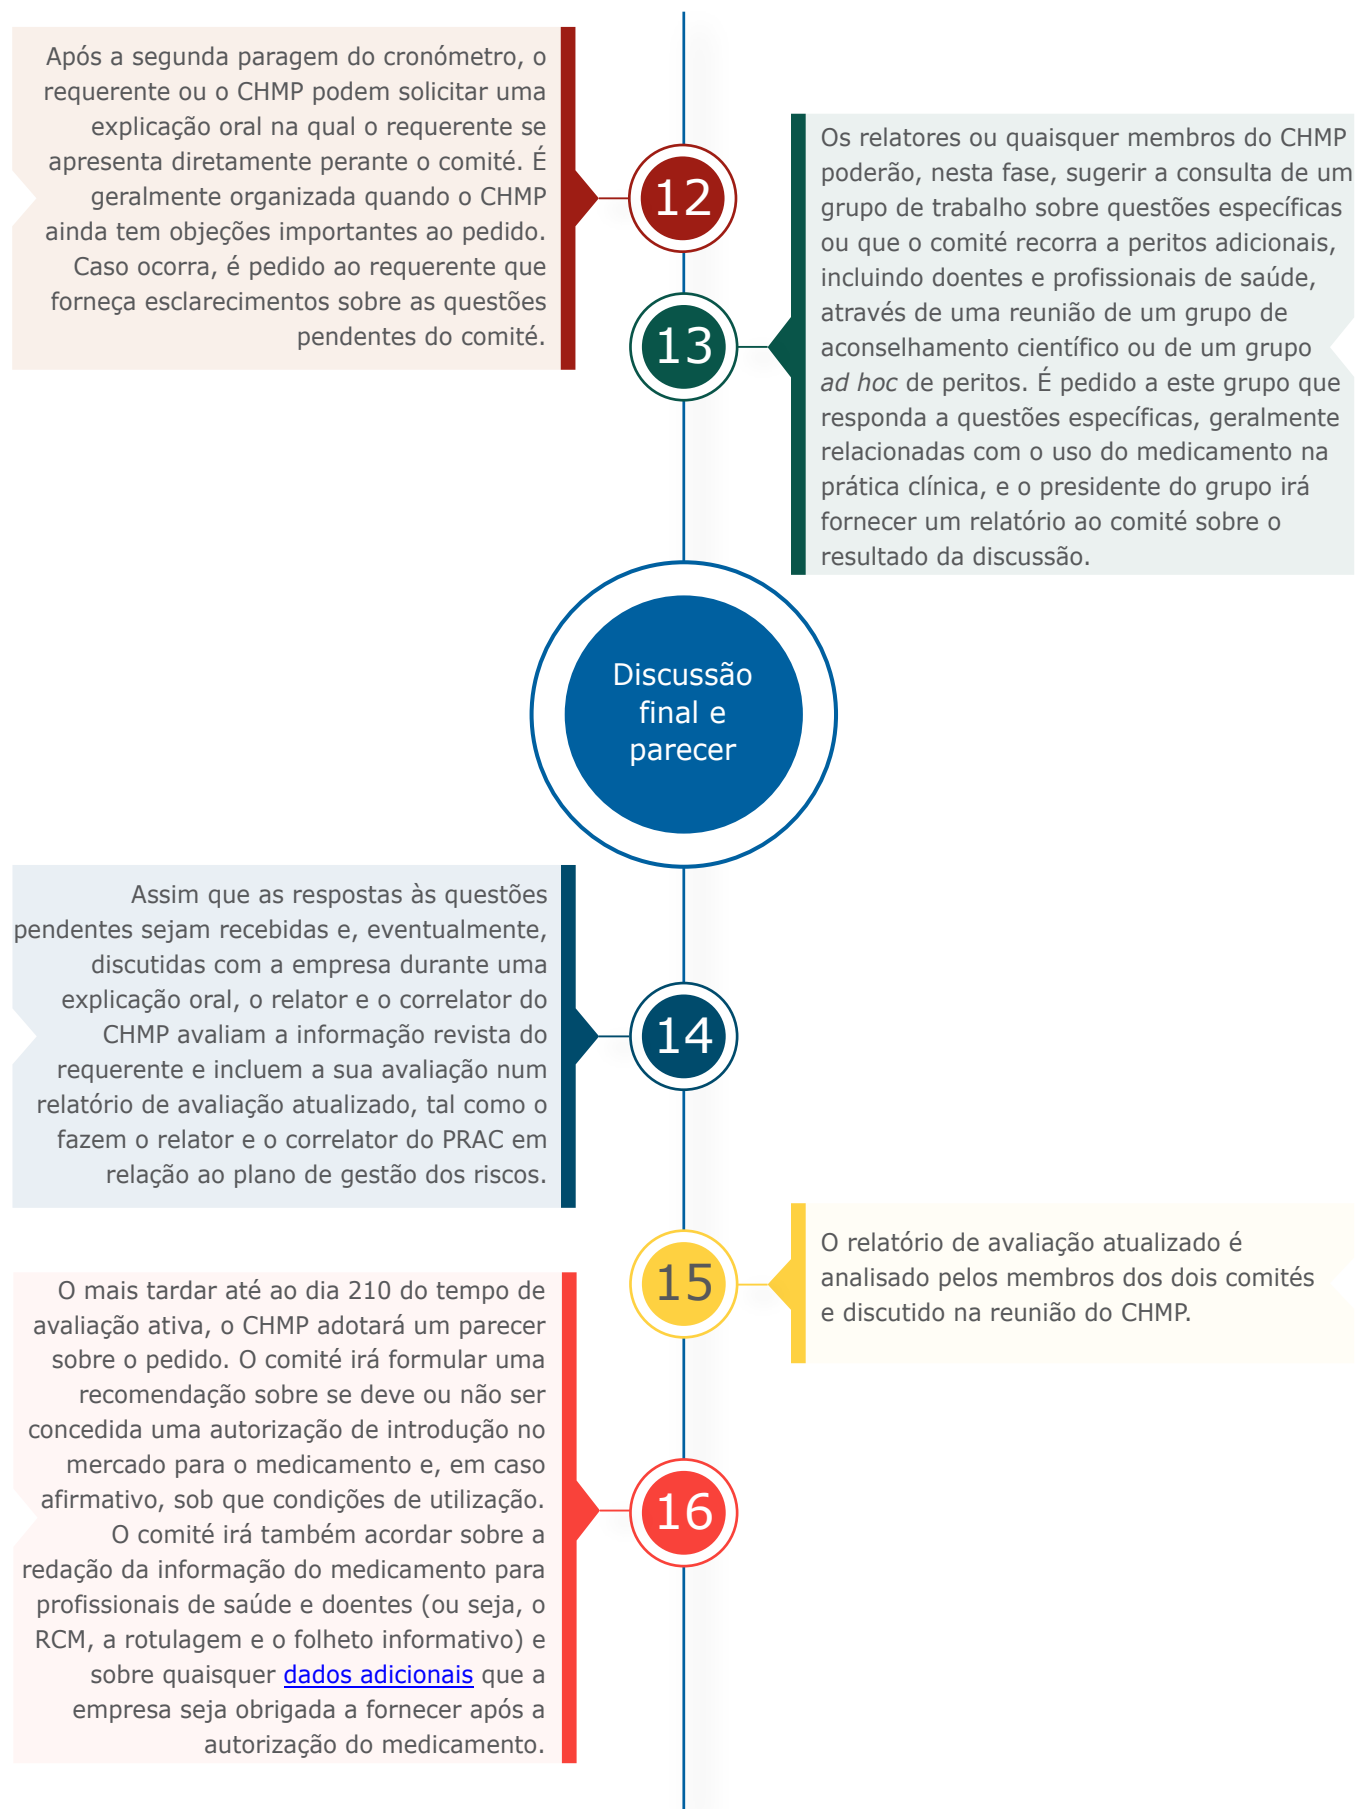 Após a segunda paragem do cronómetro, o
requerente ou o CHMP podem solicitar uma
explicação oral na qual o requerente se
apresenta diretamente perante o comité. É
geralmente organizada quando o CHMP
ainda tem objeções importantes ao pedido.
Caso ocorra, é pedido ao requerente que
forneça esclarecimentos sobre as questões
pendentes do comité.
12
13
Os relatores ou quaisquer membros do CHMP
poderão, nesta fase, sugerir a consulta de um
grupo de trabalho sobre questões específicas
ou que o comité recorra a peritos adicionais,
incluindo doentes e profissionais de saúde,
através de uma reunião de um grupo de
aconselhamento científico ou de um grupo
ad hoc de peritos. É pedido a este grupo que
responda a questões específicas, geralmente
relacionadas com o uso do medicamento na
prática clínica, e o presidente do grupo irá
fornecer um relatório ao comité sobre o
resultado da discussão.
Discussão
final e
parecer
Assim que as respostas às questões
pendentes sejam recebidas e, eventualmente,
discutidas com a empresa durante uma
explicação oral, o relator e o correlator do
CHMP avaliam a informação revista do
requerente e incluem a sua avaliação num
relatório de avaliação atualizado, tal como o
fazem o relator e o correlator do PRAC em
relação ao plano de gestão dos riscos.
14
15
O relatório de avaliação atualizado é
analisado pelos membros dos dois comités
e discutido na reunião do CHMP.
O mais tardar até ao dia 210 do tempo de
avaliação ativa, o CHMP adotará um parecer
sobre o pedido. O comité irá formular uma
recomendação sobre se deve ou não ser
concedida uma autorização de introdução no
mercado para o medicamento e, em caso
afirmativo, sob que condições de utilização.
O comité irá também acordar sobre a
redação da informação do medicamento para
profissionais de saúde e doentes (ou seja, o
RCM, a rotulagem e o folheto informativo) e
sobre quaisquer dados adicionais que a
empresa seja obrigada a fornecer após a
autorização do medicamento.
16